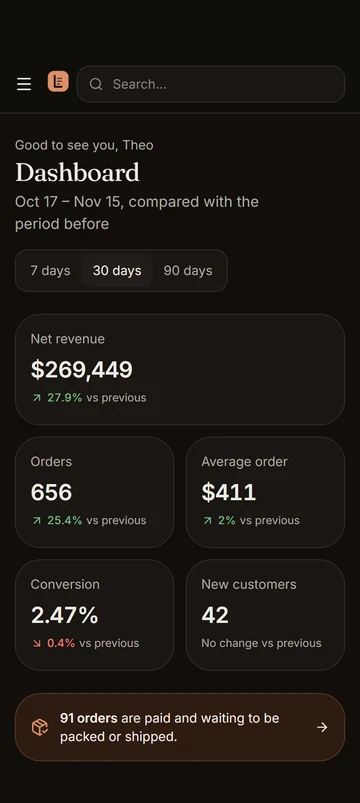 Search...
Good to see you, Theo
Dashboard
Oct 17 – Nov 15, compared with the
period before
7 days
30 days
90 days
Net revenue
$269,449
27.9% vs previous
Orders
656
25.4% vs previous
Average order
$411
2% vs previous
Conversion
2.47%
0.4% vs previous
New customers
42
No change vs previous
91 orders are paid and waiting to be
packed or shipped.